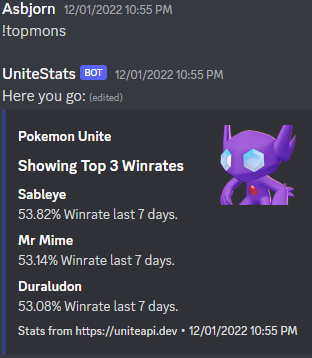 Asbjorn 12/01/2022 10:55 PM
!topmons
UniteStats BOT 12/01/2022 10:55 PM
Here you go: (edited)
Pokemon Unite
Showing Top 3 Winrates
Sableye
53.82% Winrate last 7 days.
Mr Mime
53.14% Winrate last 7 days.
Duraludon
53.08% Winrate last 7 days.
Stats from https://uniteapi.dev • 12/01/2022 10:55 PM